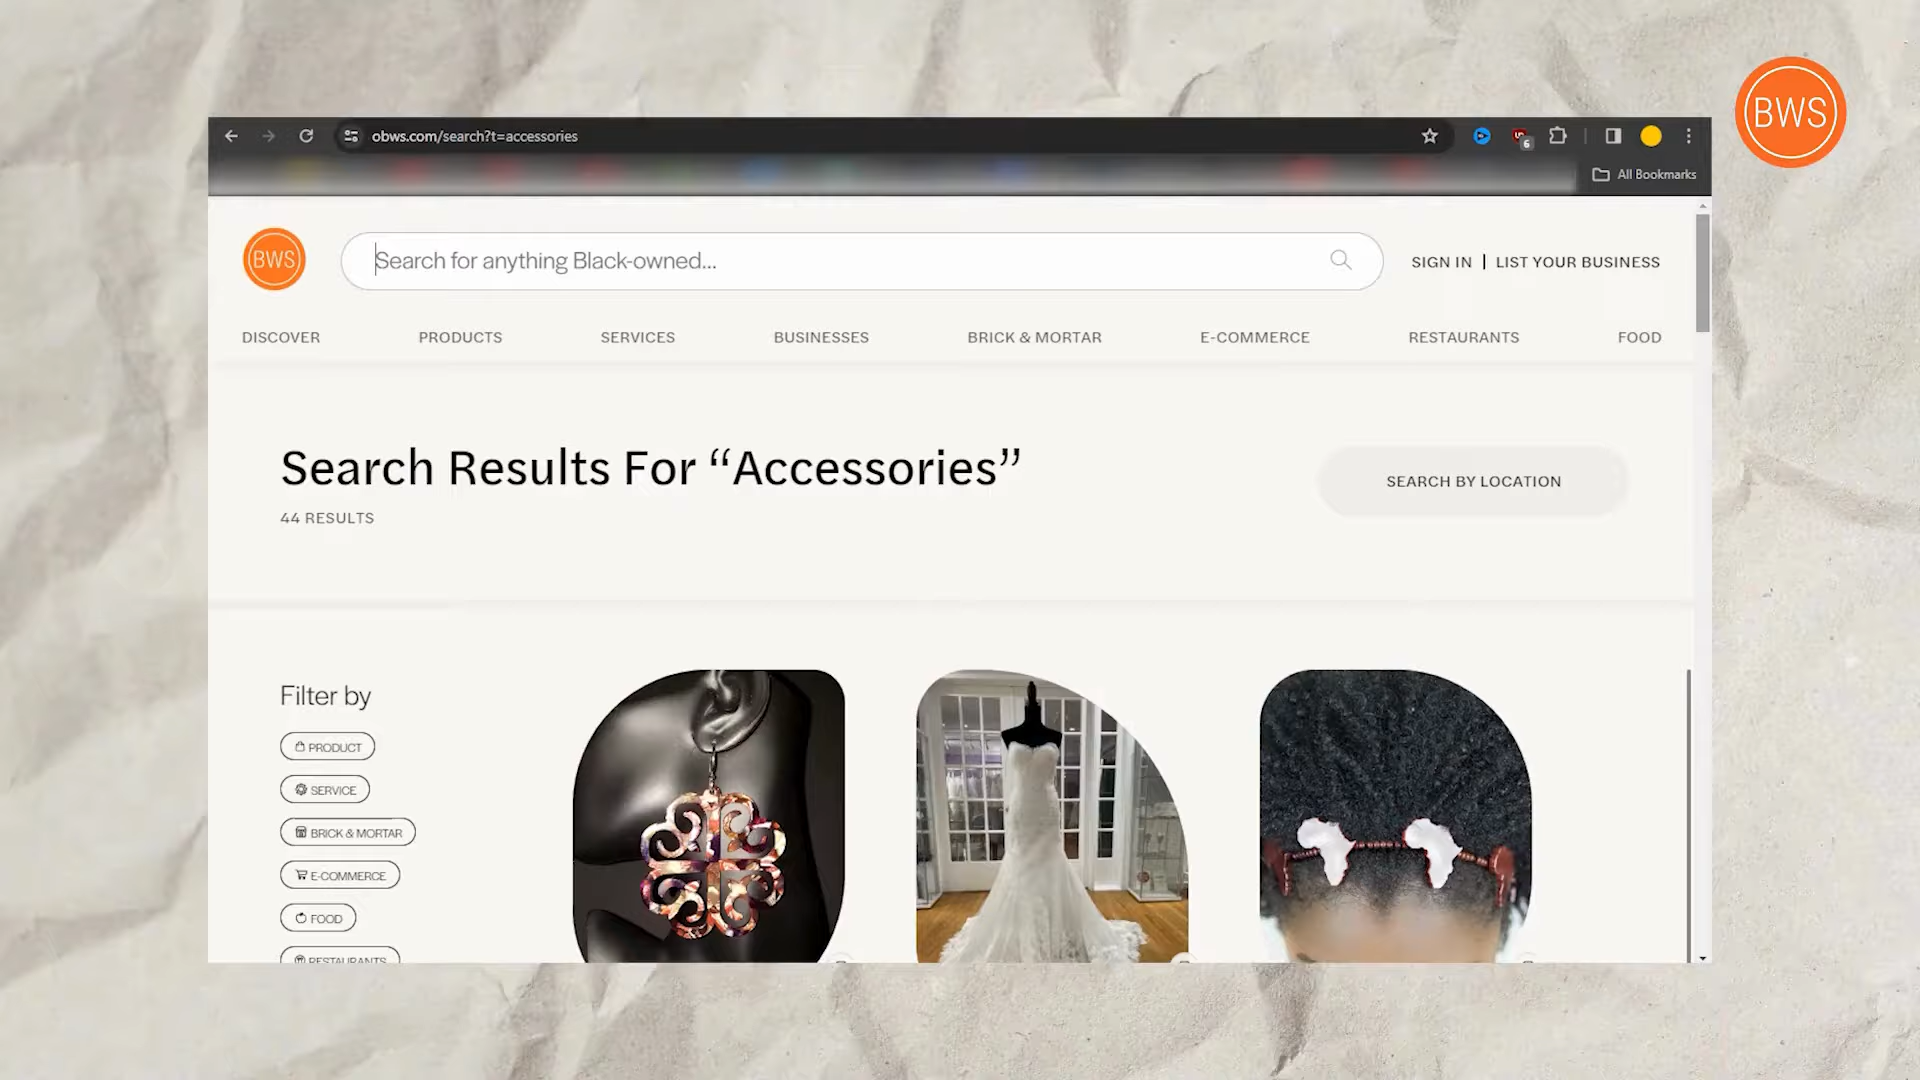 BWS
obws.com/search?t=accessories
6
All Bookmarks
BWS
Search for anything Black-owned...
SIGN IN | LIST YOUR BUSINESS
DISCOVER
PRODUCTS
SERVICES
BUSINESSES
BRICK & MORTAR
E-COMMERCE
RESTAURANTS
FOOD
Search Results For “Accessories”
44 RESULTS
SEARCH BY LOCATION
Filter by
PRODUCT
SERVICE
BRICK & MORTAR
E-COMMERCE
FOOD
RESTAURANTS